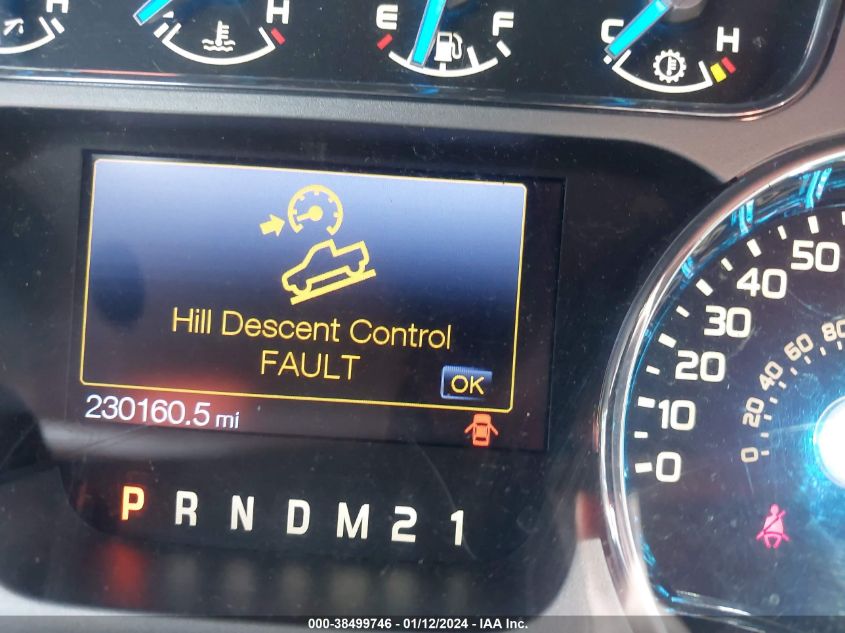 H
H
E F
C H
Hill Descent Control
FAULT
OK
230160.5 mi
P R N D M 2 1
50
40
30
20
10
0
80
60
40
20
0
000-38499746 - 01/12/2024 - IAA Inc.